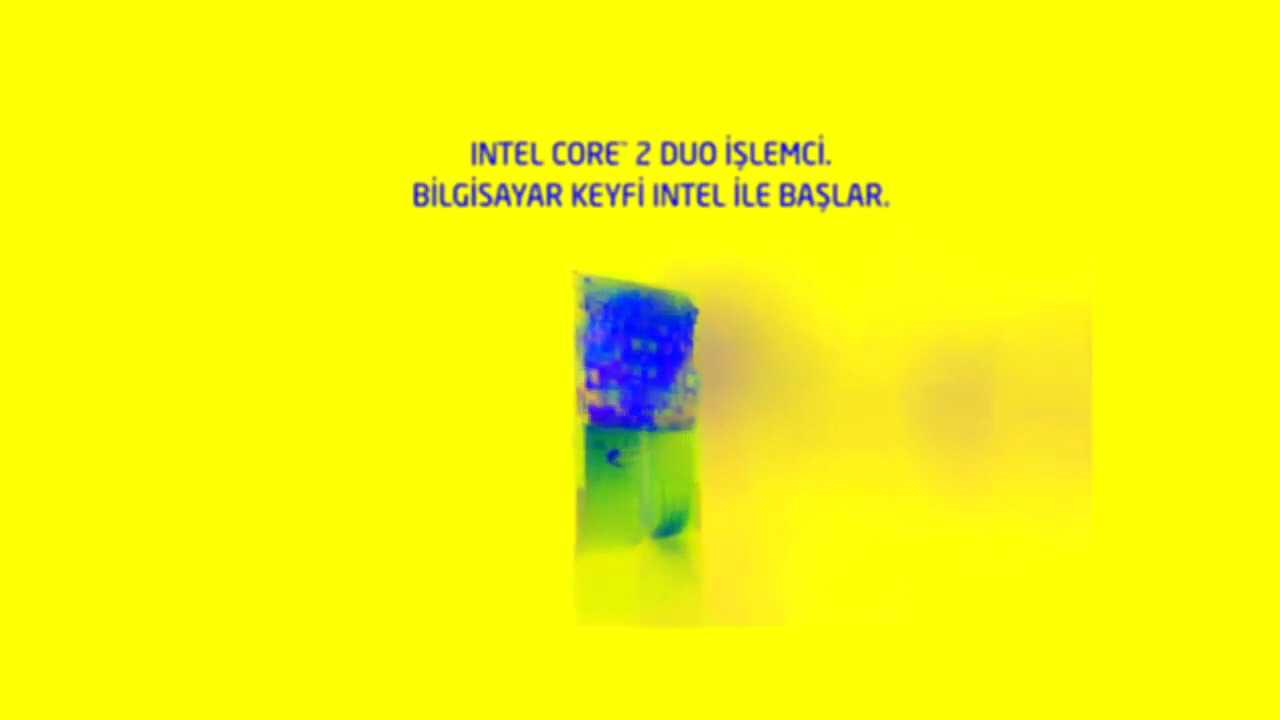 INTEL CORE™ 2 DUO İŞLEMCİ.
BİLGİSAYAR KEYFİ INTEL İLE BAŞLAR.